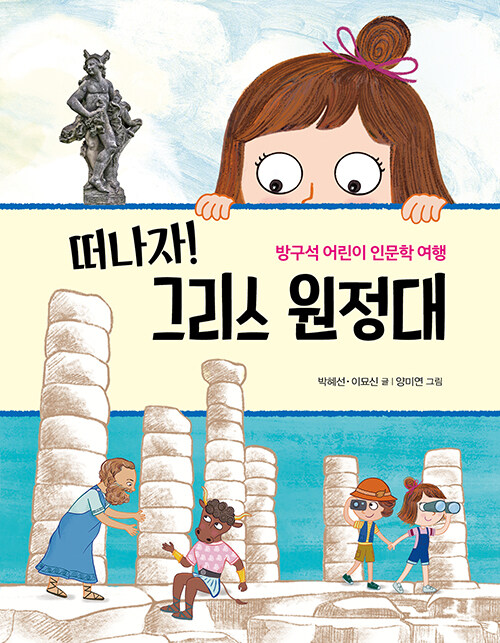 떠나자!
방구석 어린이 인문학 여행
그리스 원정대
박혜선·이묘신 글 | 양미연 그림